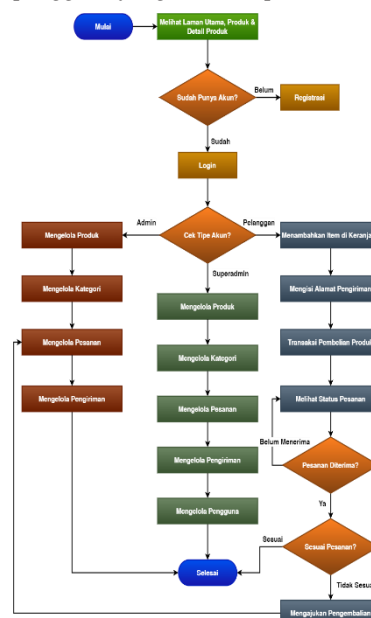 Mulai
Melihat Laman Utama, Produk &
Detail Produk
Sudah Punya Akun?
Belum
Registrasi
Sudah
Login
Admin
Cek Tipe Akun?
Pelanggan
Superadmin
Mengelola Produk
Mengelola Kategori
Mengelola Pesanan
Mengelola Pengiriman
Mengelola Produk
Mengelola Kategori
Mengelola Pesanan
Mengelola Pengiriman
Mengelola Pengguna
Menambahkan Item di Keranja
Mengisi Alamat Pengiriman
Transaksi Pembelian Produk
Melihat Status Pesanan
Belum Menerima
Pesanan Diterima?
Ya
Sesuai
Sesuai Pesanan?
Tidak Sesua
Selesai
Mengajukan Pengembalian